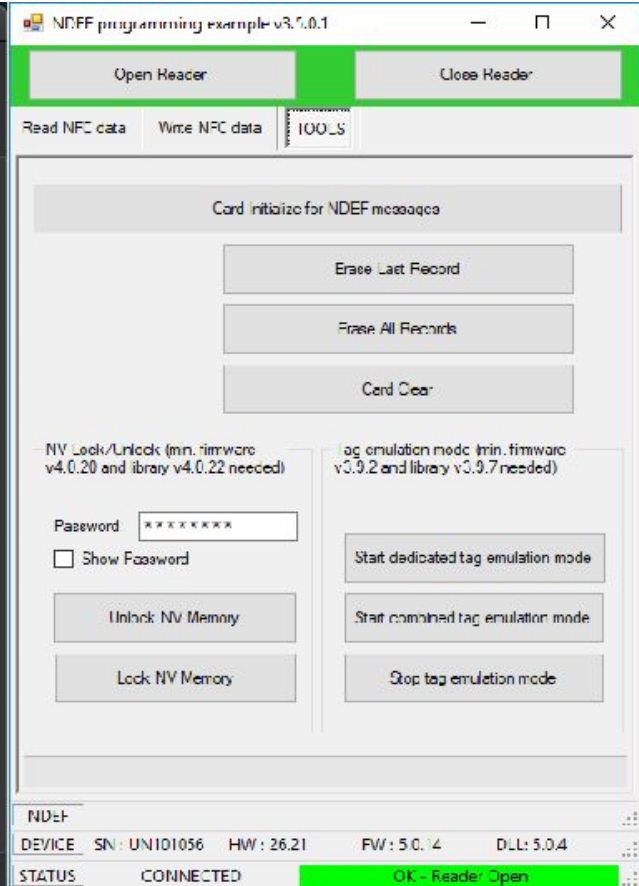 NDEF programming example v3.5.0.1
Open Reader
Close Reader
Read NFC data
Write NFC data
TOOLS
Card Initialize for NDEF messages
Erase Last Record
Erase All Records
Card Clear
NV Lock/Unlock (min. firmware
v4.0.20 and library v4.0.22 needed)
Password
********
Show Password
Unlock NV Memory
Lock NV Memory
Tag emulation mode (min. firmware
v3.9.2 and library v3.9.7 needed)
Start dedicated tag emulation mode
Start combined tag emulation mode
Stop tag emulation mode
NDEF
DEVICE SN : UN101056 HW : 26.21 FW : 5.0.14 DLL: 5.0.4
STATUS CONNECTED OK - Reader Open